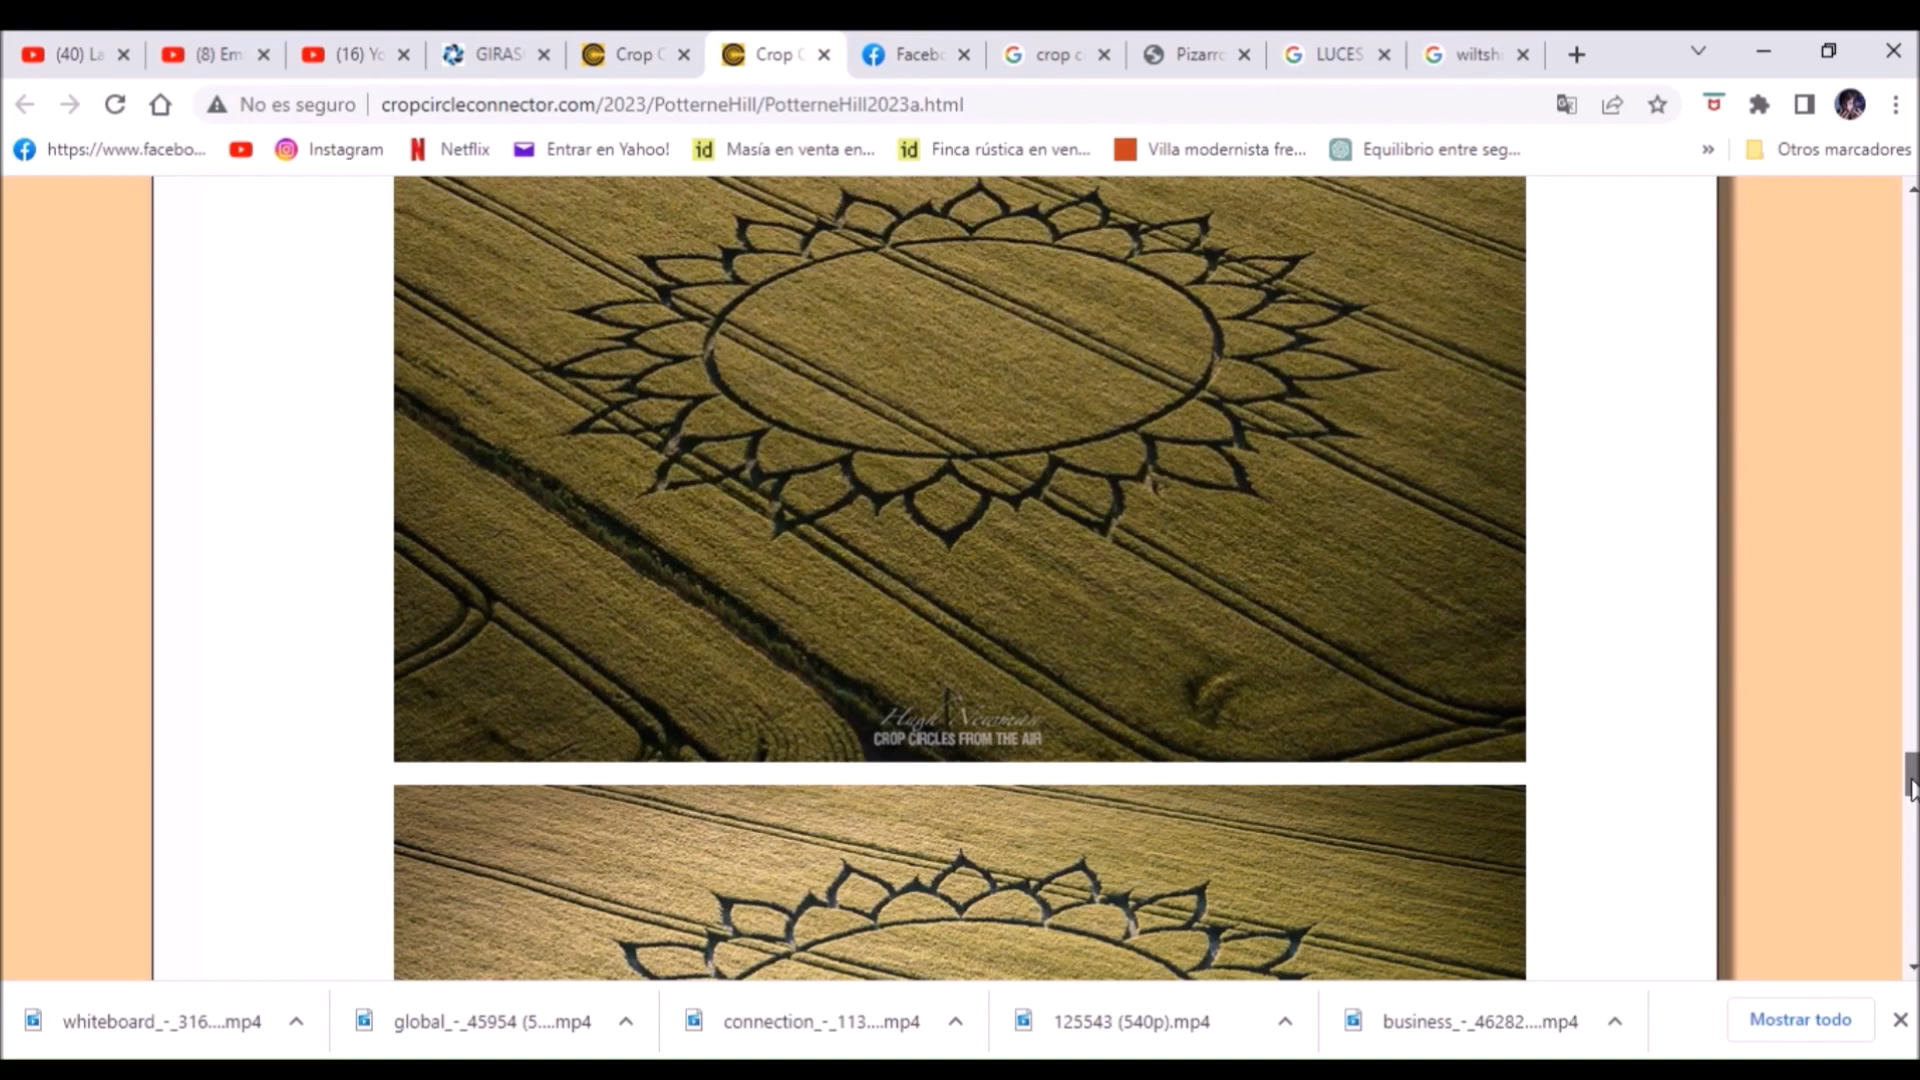 (40) La
(8) Em
(16) Yo
GIRAS
Crop C
Crop C
Facebo
crop ci
Pizarro
LUCES
wiltshi
No es seguro
cropcircleconnector.com/2023/PotterneHill/PotterneHill2023a.html
https://www.facebo...
Instagram
Netflix
Entrar en Yahoo!
Masía en venta en...
Finca rústica en ven...
Villa modernista fre...
Equilibrio entre seg...
»
Otros marcadores
Hugh Newman
CROP CIRCLES FROM THE AIR
whiteboard_-_316....mp4
global_-_45954 (5....mp4
connection_-_113....mp4
125543 (540p).mp4
business_-_46282....mp4
Mostrar todo